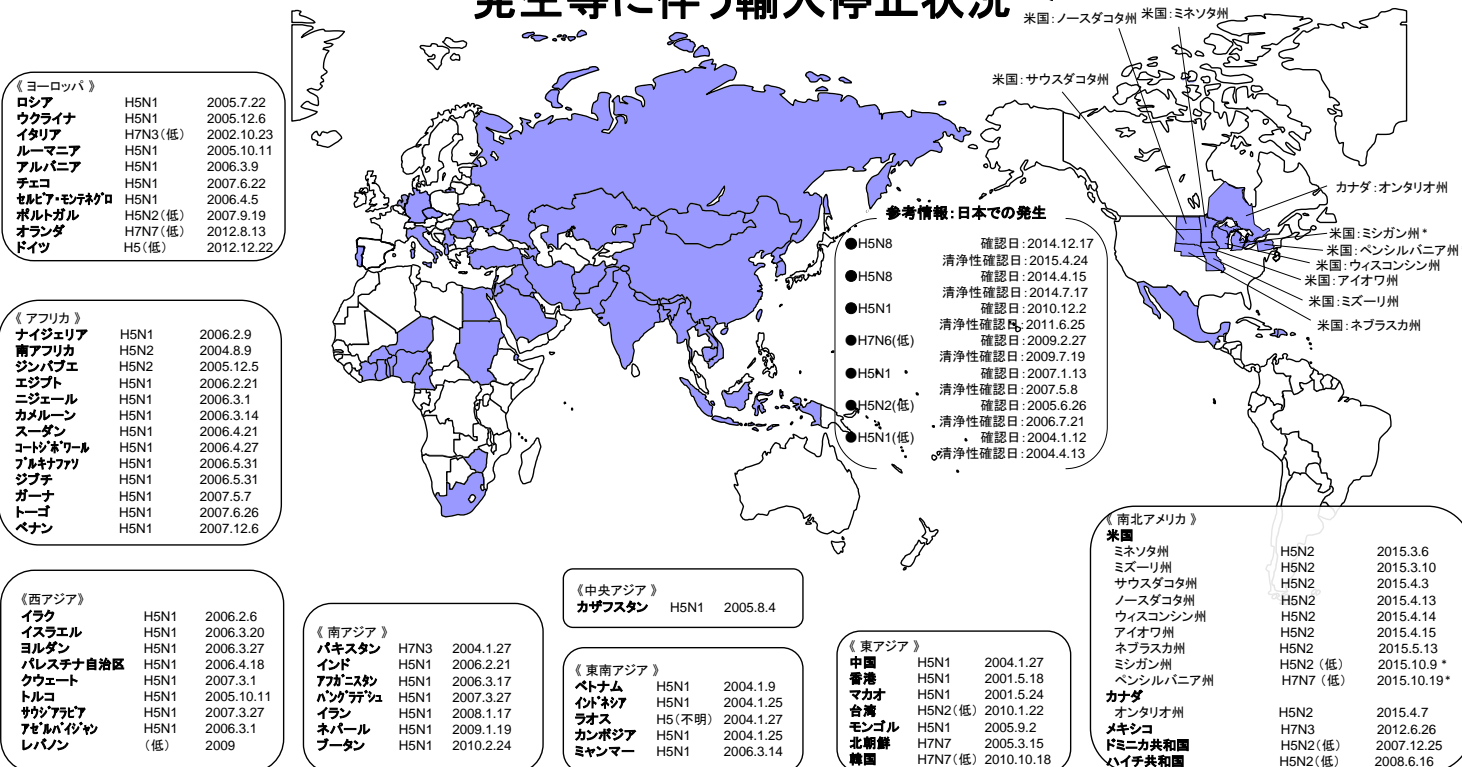 発生等に伴う輸入停止状況
米国:ノースダコタ州
米国:ミネソタ州
米国:サウスダコタ州
カナダ:オンタリオ州
米国:ミシガン州*
米国:ペンシルバニア州
米国:ウィスコンシン州
米国:アイオワ州
米国:ミズーリ州
米国:ネブラスカ州
《 ヨーロッパ 》
ロシア H5N1 2005.7.22
ウクライナ H5N1 2005.12.6
イタリア H7N3(低) 2002.10.23
ルーマニア H5N1 2005.10.11
アルバニア H5N1 2006.3.9
チェコ H5N1 2007.6.22
セルビア・モンテネグロ H5N1 2006.4.5
ポルトガル H5N2(低) 2007.9.19
オランダ H7N7(低) 2012.8.13
ドイツ H5(低) 2012.12.22
《 アフリカ 》
ナイジェリア H5N1 2006.2.9
南アフリカ H5N2 2004.8.9
ジンバブエ H5N2 2005.12.5
エジプト H5N1 2006.2.21
ニジェール H5N1 2006.3.1
カメルーン H5N1 2006.3.14
スーダン H5N1 2006.4.21
コートジボワール H5N1 2006.4.27
ブルキナファソ H5N1 2006.5.31
ジブチ H5N1 2006.5.31
ガーナ H5N1 2007.5.7
トーゴ H5N1 2007.6.26
ベナン H5N1 2007.12.6
参考情報:日本での発生
●H5N8 確認日:2014.12.17
清浄性確認日:2015.4.24
●H5N8 確認日:2014.4.15
清浄性確認日:2014.7.17
●H5N1 確認日:2010.12.2
清浄性確認日:2011.6.25
●H7N6(低) 確認日:2009.2.27
清浄性確認日:2009.7.19
●H5N1 確認日:2007.1.13
清浄性確認日:2007.5.8
●H5N2(低) 確認日:2005.6.26
清浄性確認日:2006.7.21
●H5N1(低) 確認日:2004.1.12
清浄性確認日:2004.4.13
《西アジア》
イラク H5N1 2006.2.6
イスラエル H5N1 2006.3.20
ヨルダン H5N1 2006.3.27
パレスチナ自治区 H5N1 2006.4.18
クウェート H5N1 2007.3.1
トルコ H5N1 2005.10.11
サウジアラビア H5N1 2007.3.27
アゼルバイジャン H5N1 2006.3.1
レバノン (低) 2009
《 南アジア 》
パキスタン H7N3 2004.1.27
インド H5N1 2006.2.21
アフガニスタン H5N1 2006.3.17
バングラデシュ H5N1 2007.3.27
イラン H5N1 2008.1.17
ネパール H5N1 2009.1.19
ブータン H5N1 2010.2.24
《中央アジア 》
カザフスタン H5N1 2005.8.4
《 東南アジア 》
ベトナム H5N1 2004.1.9
インドネシア H5N1 2004.1.25
ラオス H5(不明) 2004.1.27
カンボジア H5N1 2004.1.25
ミャンマー H5N1 2006.3.14
《 東アジア 》
中国 H5N1 2004.1.27
香港 H5N1 2001.5.18
マカオ H5N1 2001.5.24
台湾 H5N2(低) 2010.1.22
モンゴル H5N1 2005.9.2
北朝鮮 H7N7 2005.3.15
韓国 H7N7(低) 2010.10.18
《 南北アメリカ 》
米国
ミネソタ州 H5N2 2015.3.6
ミズーリ州 H5N2 2015.3.10
サウスダコタ州 H5N2 2015.4.3
ノースダコタ州 H5N2 2015.4.13
ウィスコンシン州 H5N2 2015.4.14
アイオワ州 H5N2 2015.4.15
ネブラスカ州 H5N2 2015.5.13
ミシガン州 H5N2 (低) 2015.10.9 *
ペンシルバニア州 H7N7 (低) 2015.10.19*
カナダ
オンタリオ州 H5N2 2015.4.7
メキシコ H7N3 2012.6.26
ドミニカ共和国 H5N2(低) 2007.12.25
ハイチ共和国 H5N2(低) 2008.6.16